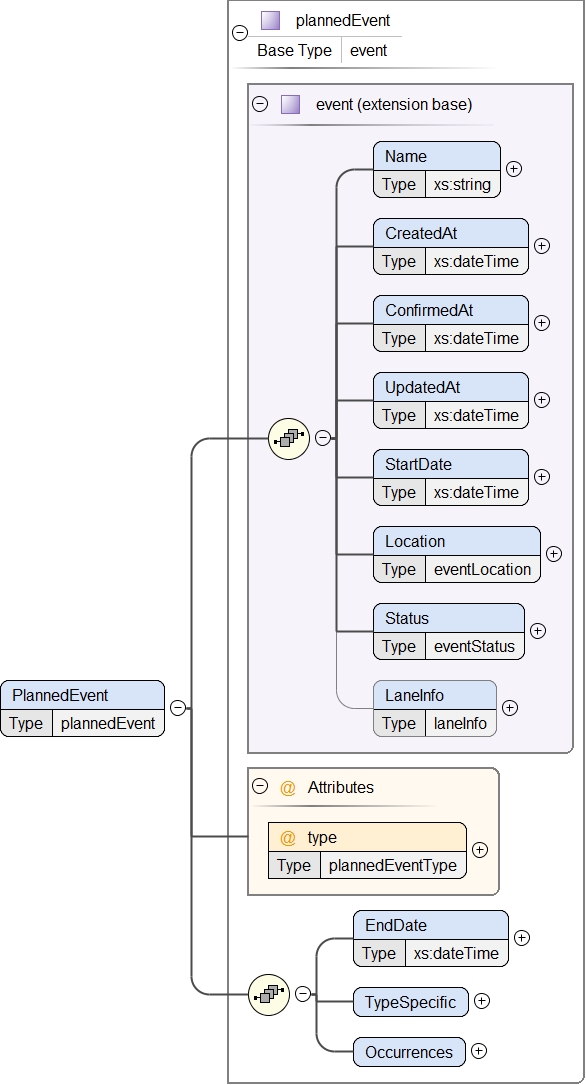 plannedEvent
Base Type event
event (extension base)
Name
Type xs:string
CreatedAt
Type xs:dateTime
ConfirmedAt
Type xs:dateTime
UpdatedAt
Type xs:dateTime
StartDate
Type xs:dateTime
Location
Type eventLocation
Status
Type eventStatus
LaneInfo
Type laneInfo
PlannedEvent
Type plannedEvent
@ Attributes
@ type
Type plannedEventType
EndDate
Type xs:dateTime
TypeSpecific
Occurrences